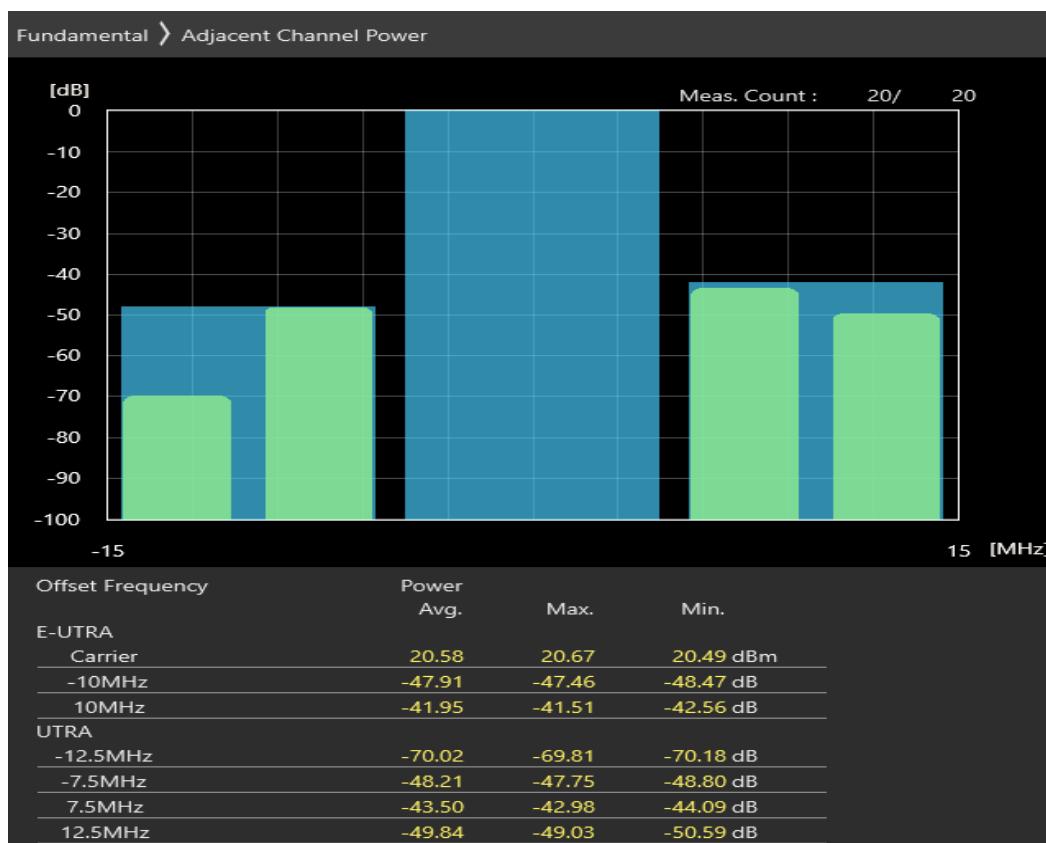 Fundamental 〉 Adjacent Channel Power
[dB]
Meas. Count : 20/ 20
0
-10
-20
-30
-40
-50
-60
-70
-80
-90
-100
-15 15 [MHz]
Offset Frequency Power
Avg. Max. Min.
E-UTRA
Carrier 20.58 20.67 20.49 dBm
-10MHz -47.91 -47.46 -48.47 dB
10MHz -41.95 -41.51 -42.56 dB
UTRA
-12.5MHz -70.02 -69.81 -70.18 dB
-7.5MHz -48.21 -47.75 -48.80 dB
7.5MHz -43.50 -42.98 -44.09 dB
12.5MHz -49.84 -49.03 -50.59 dB